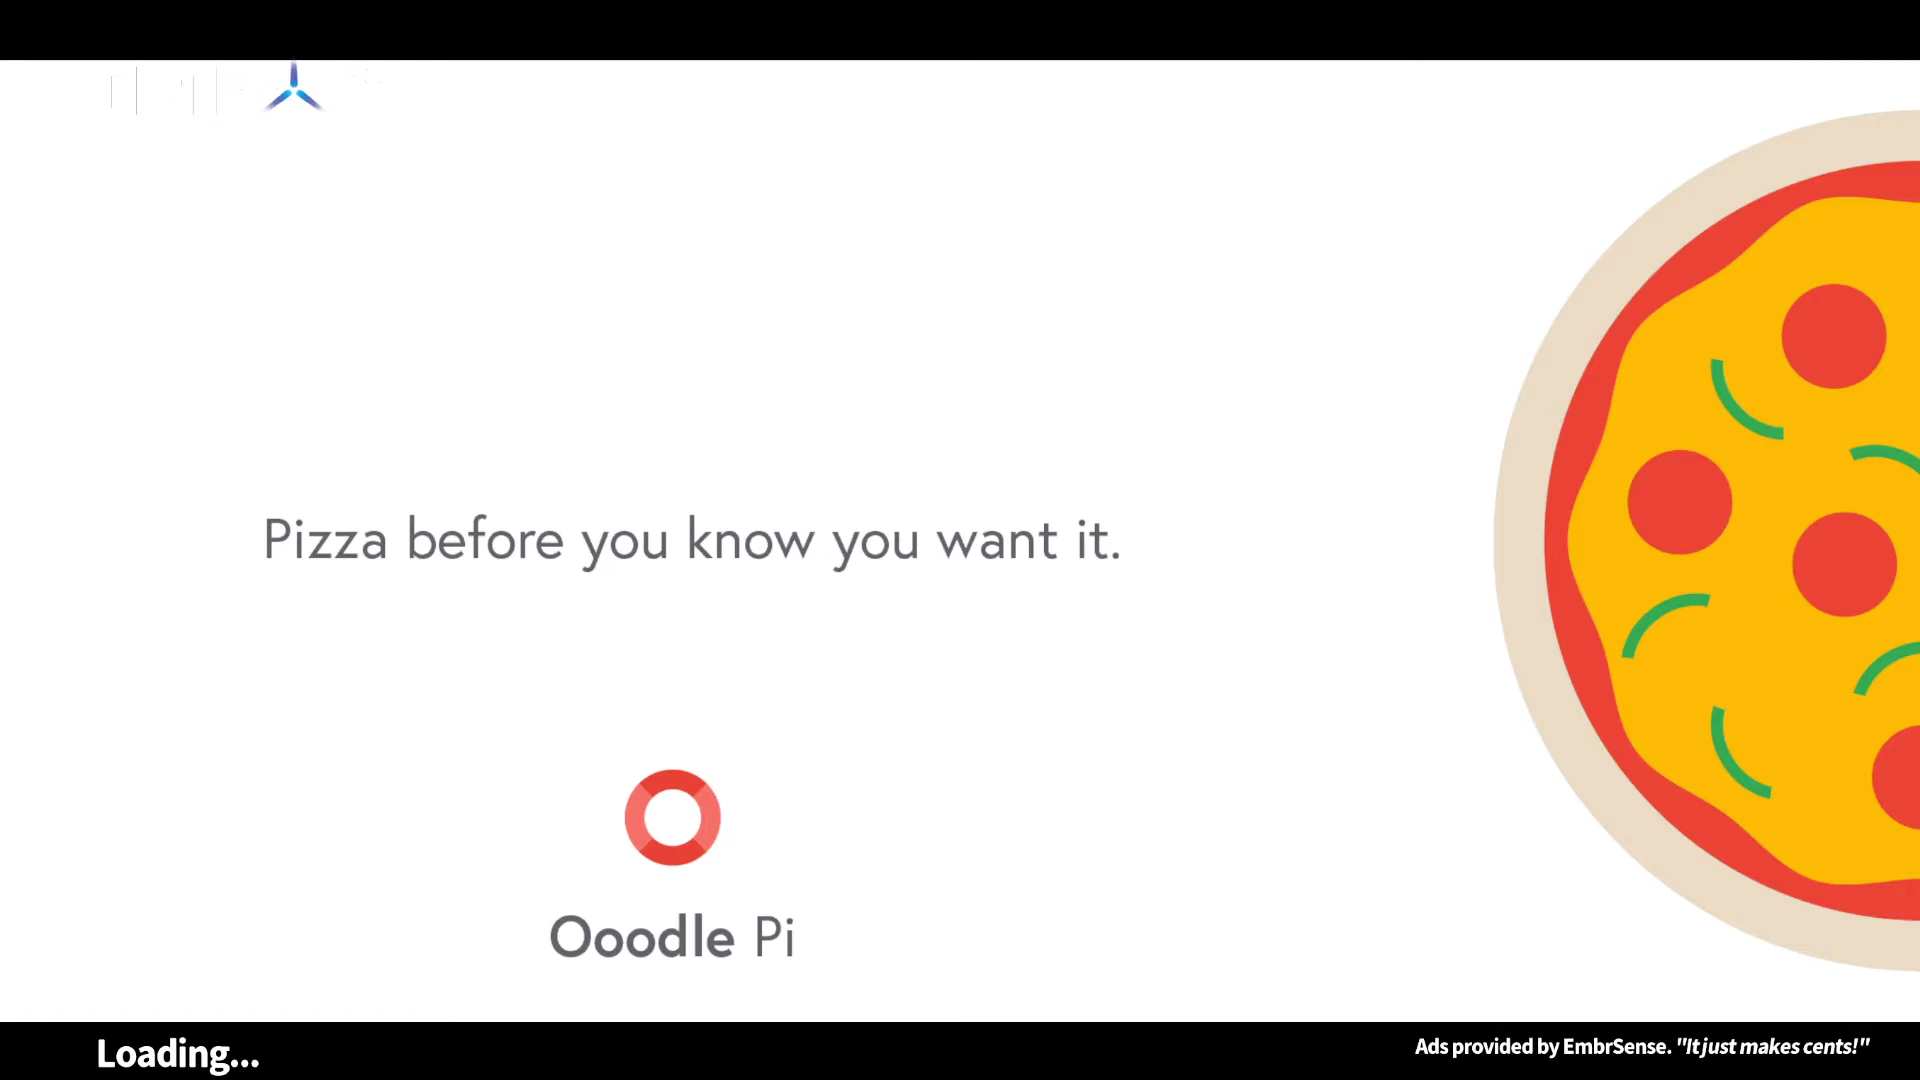 Pizza before you know you want it.
Ooodle Pi
Loading...
Ads provided by EmbrSense. "It just makes cents!"